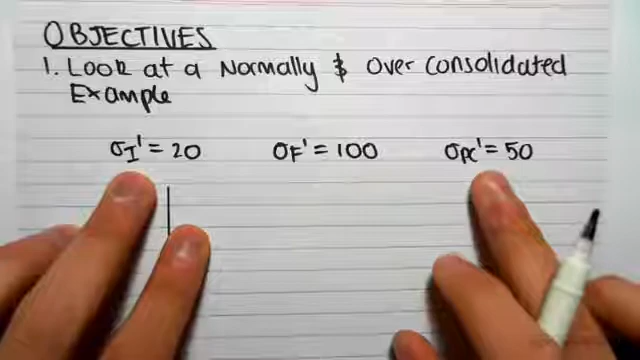 OBJECTIVES
1. Look at a Normally & Over Consolidated
Example
σI' = 20 σF' = 100 σPC' = 50